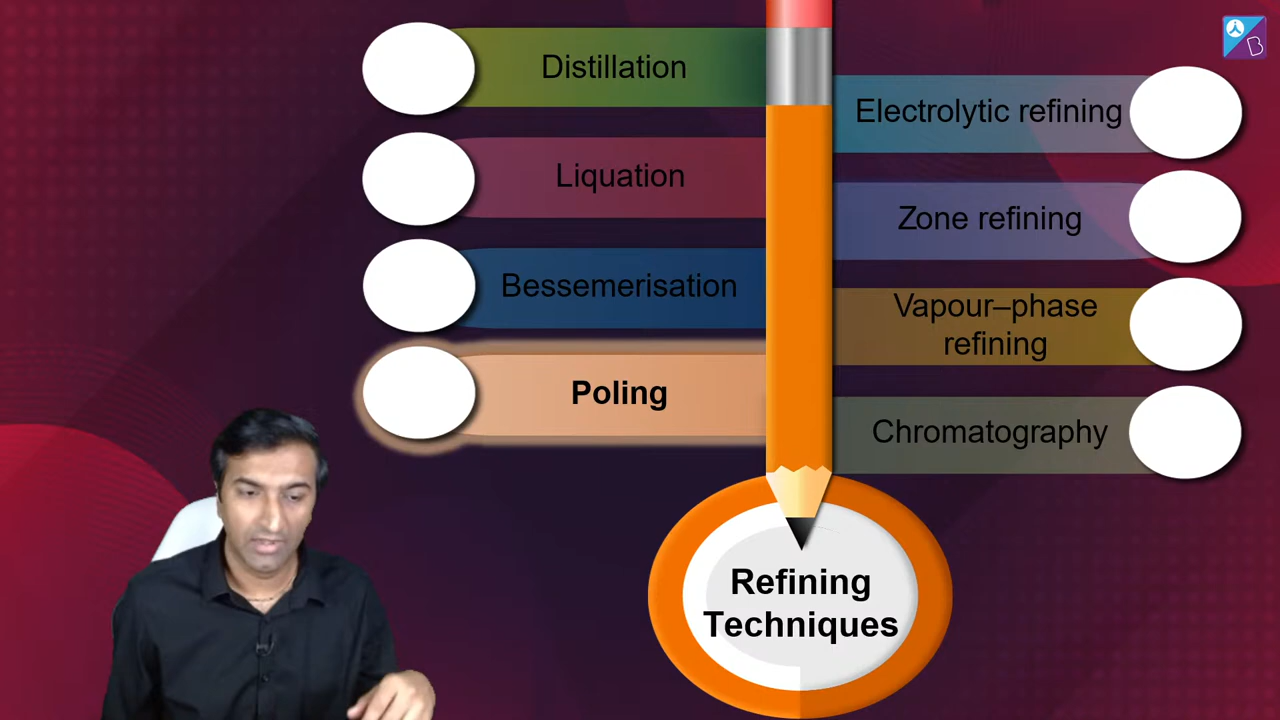 Distillation
Liquation
Bessemerisation
Poling
Electrolytic refining
Zone refining
Vapour–phase
refining
Chromatography
Refining
Techniques
B